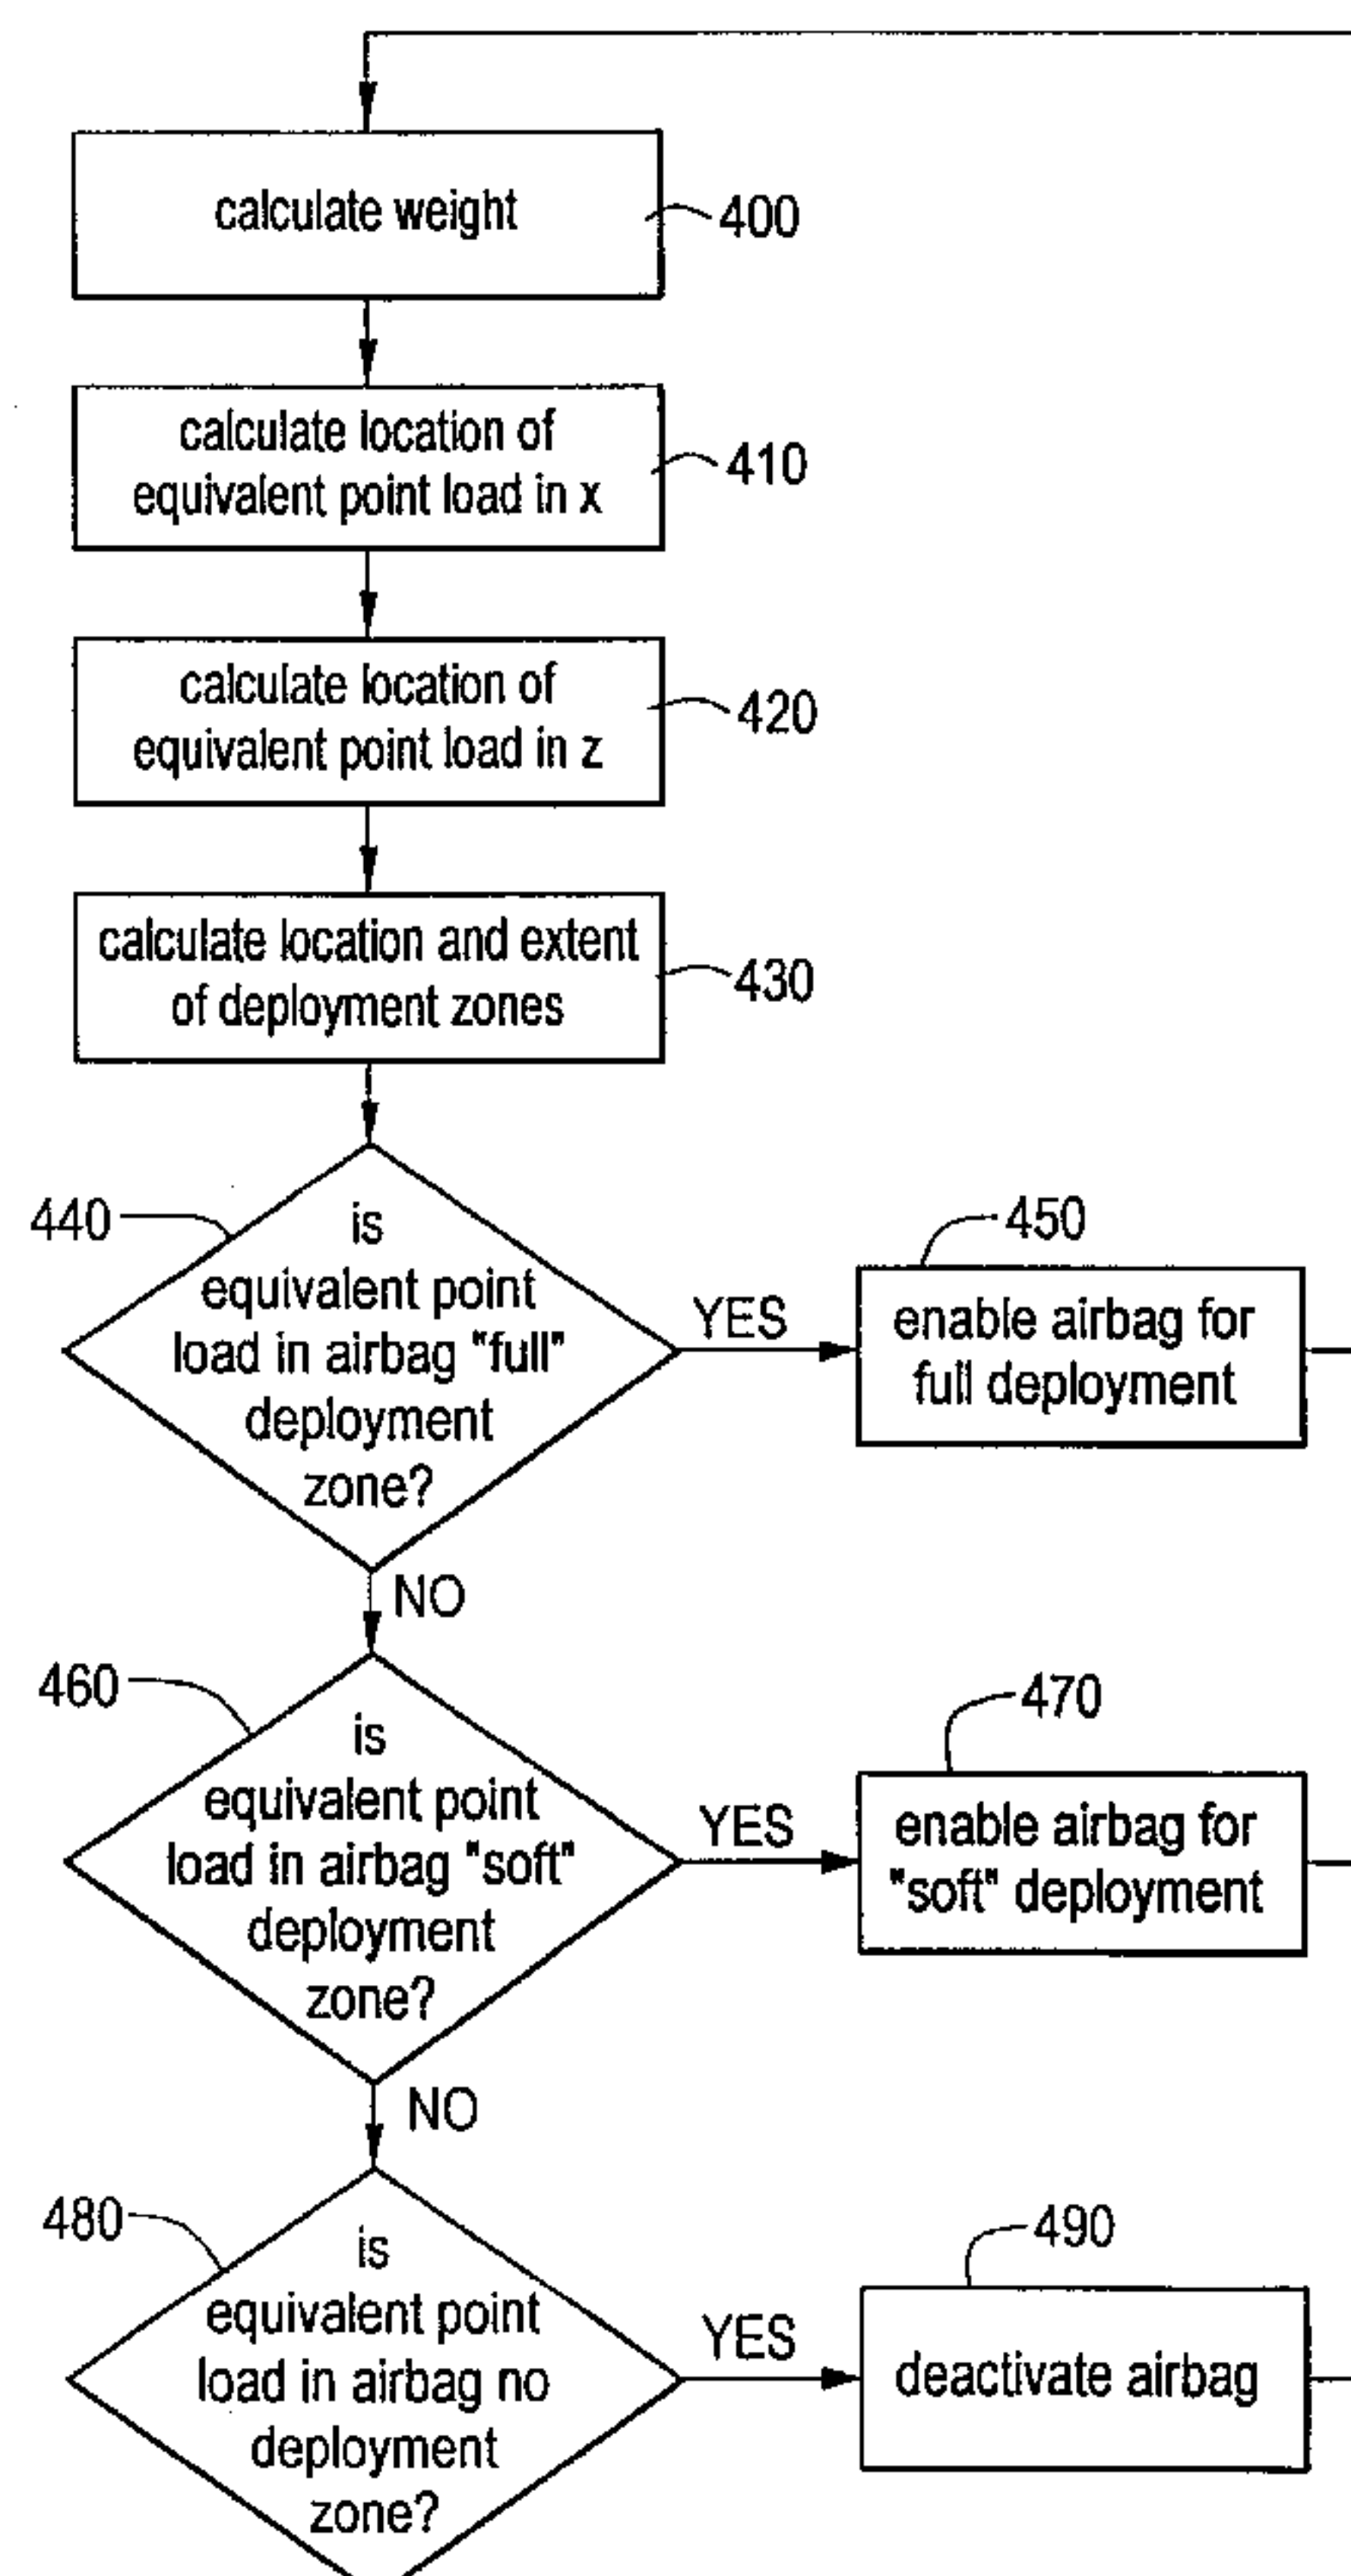 calculate weight
400
calculate location of
equivalent point load in x
410
calculate location of
equivalent point load in z
420
calculate location and extent
of deployment zones
430
440
is
equivalent point
load in airbag "full"
deployment
zone?
YES
450
enable airbag for
full deployment
NO
460
is
equivalent point
load in airbag "soft"
deployment
zone?
YES
470
enable airbag for
"soft" deployment
NO
480
is
equivalent point
load in airbag no
deployment
zone?
YES
490
deactivate airbag